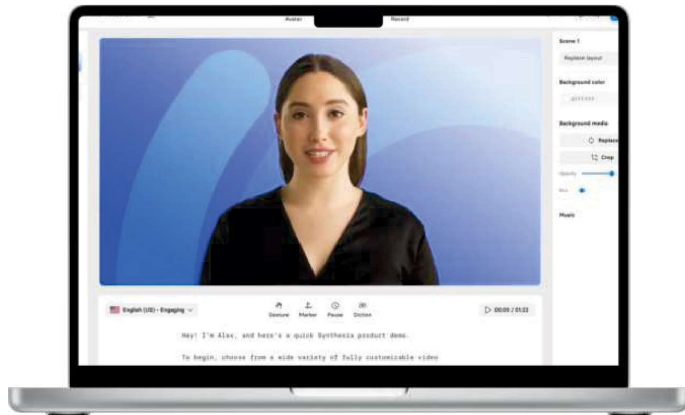 Avatar
Record
Scene 1
Replace layout
Background color
Background media
Replace
Crop
Opacity
Music
English (US) - Engaging
Gesture Marker Pause Diction
00:00 / 01:22
Hey! I'm Alex, and here's a quick Synthesia product demo.
To begin, choose from a wide variety of fully customizable video